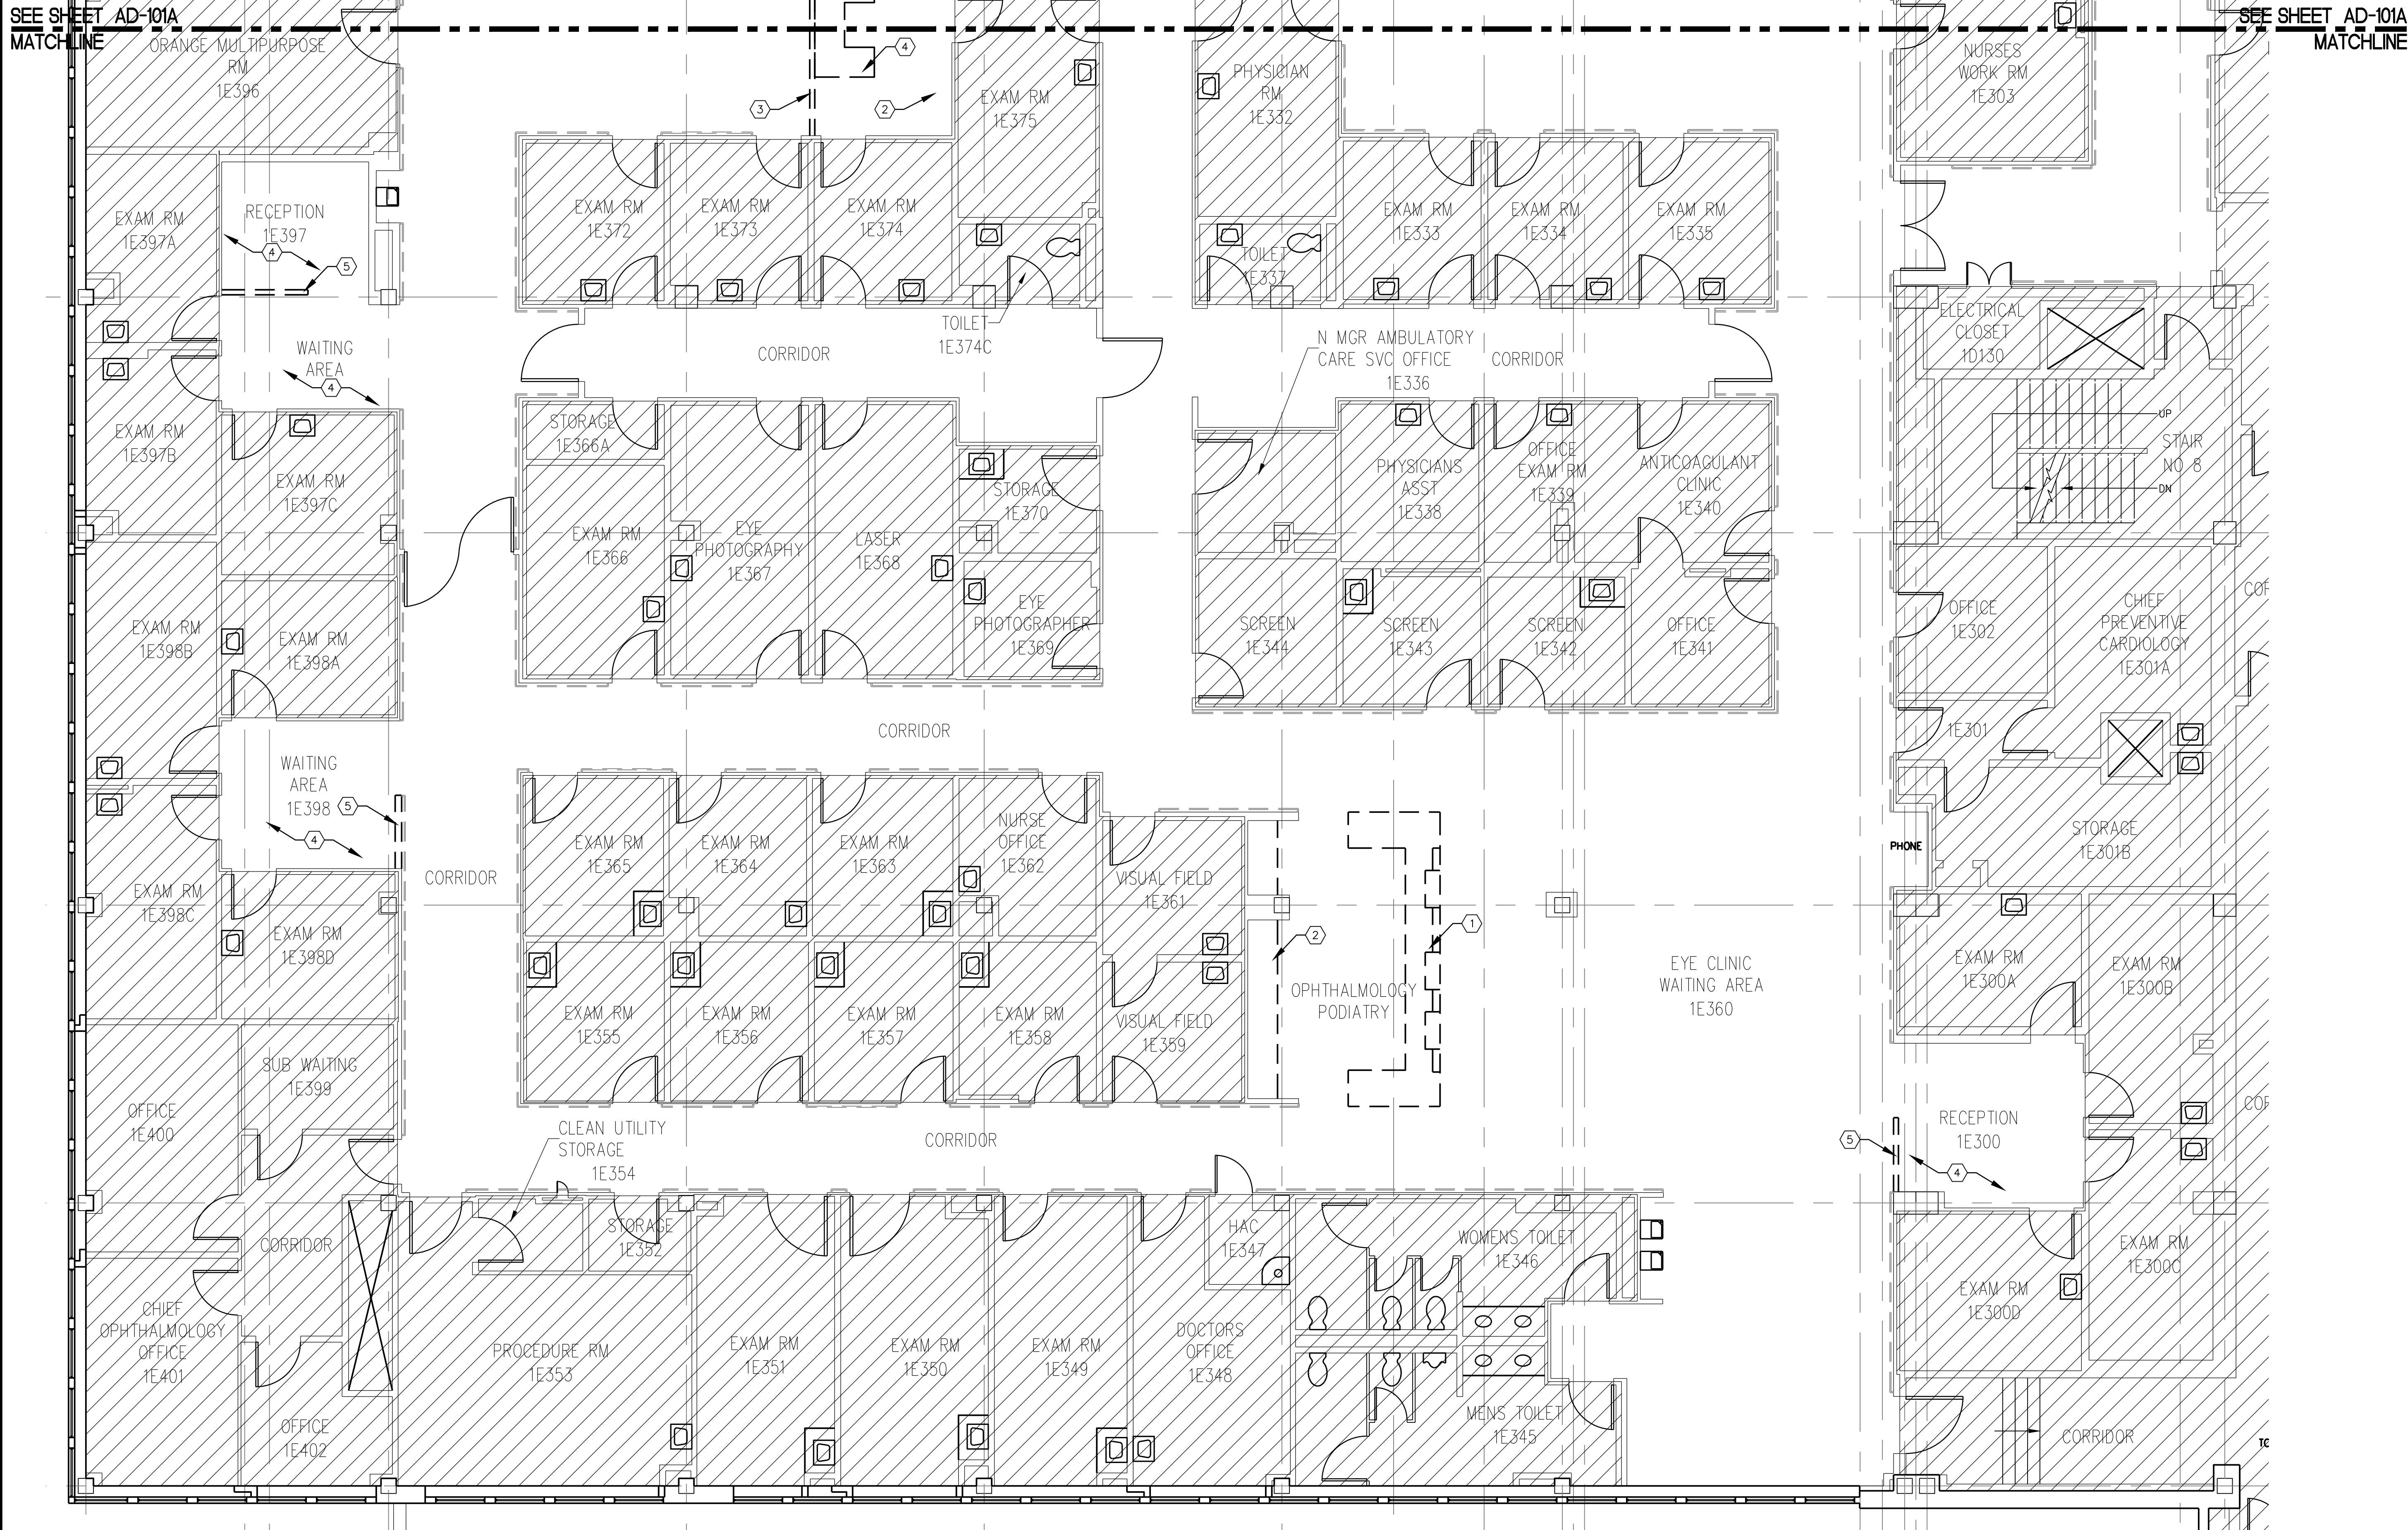 SEE SHEET AD-101A
MATCHLINE
SEE SHEET AD-101A
MATCHLINE
ORANGE MULTIPURPOSE
RM
1E396
4
3
2
EXAM RM
1E375
PHYSICIAN
RM
1E332
NURSES
WORK RM
1E303
EXAM RM
1E397A
RECEPTION
1E397
4
5
EXAM RM
1E372
EXAM RM
1E373
EXAM RM
1E374
TOILET
1E374C
TOILET
1E337
EXAM RM
1E333
EXAM RM
1E334
EXAM RM
1E335
WAITING
AREA
4
CORRIDOR
N MGR AMBULATORY
CARE SVC OFFICE
1E336
CORRIDOR
ELECTRICAL
CLOSET
1D130
UP
STAIR
NO 8
DN
EXAM RM
1E397B
EXAM RM
1E397C
STORAGE
1E366A
EXAM RM
1E366
EYE
PHOTOGRAPHY
1E367
LASER
1E368
STORAGE
1E370
EYE
PHOTOGRAPHER
1E369
PHYSICIANS
ASST
1E338
OFFICE
EXAM RM
1E339
ANTICOAGULANT
CLINIC
1E340
EXAM RM
1E398B
EXAM RM
1E398A
SCREEN
1E344
SCREEN
1E343
SCREEN
1E342
OFFICE
1E341
OFFICE
1E302
CHIEF
PREVENTIVE
CARDIOLOGY
1E301A
1E301
CORRIDOR
WAITING
AREA
1E398
5
4
CORRIDOR
EXAM RM
1E365
EXAM RM
1E364
EXAM RM
1E363
NURSE
OFFICE
1E362
VISUAL FIELD
1E361
STORAGE
1E301B
PHONE
EXAM RM
1E398C
EXAM RM
1E398D
2
1
OPHTHALMOLOGY
PODIATRY
EYE CLINIC
WAITING AREA
1E360
EXAM RM
1E300A
EXAM RM
1E300B
EXAM RM
1E355
EXAM RM
1E356
EXAM RM
1E357
EXAM RM
1E358
VISUAL FIELD
1E359
SUB WAITING
1E399
OFFICE
1E400
CLEAN UTILITY
STORAGE
1E354
CORRIDOR
RECEPTION
1E300
5
4
CORRIDOR
STORAGE
1E352
HAC
1E347
WOMENS TOILET
1E346
EXAM RM
1E300C
EXAM RM
1E300D
CHIEF
OPHTHALMOLOGY
OFFICE
1E401
PROCEDURE RM
1E353
EXAM RM
1E351
EXAM RM
1E350
EXAM RM
1E349
DOCTORS
OFFICE
1E348
OFFICE
1E402
MENS TOILET
1E345
CORRIDOR